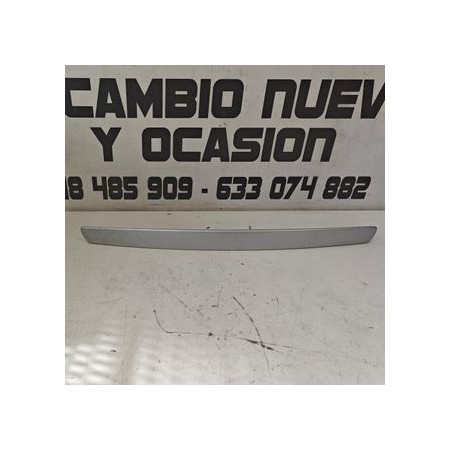 CAMBIO NUEV
Y OCASION
18 485 909 - 633 074 882